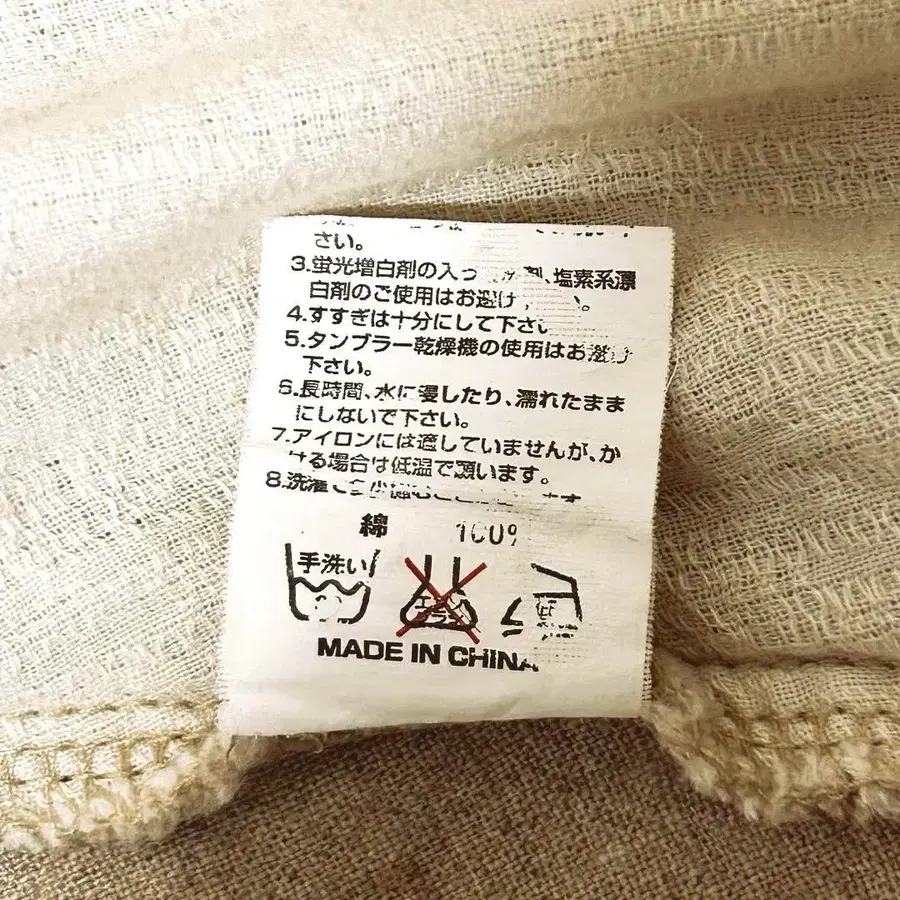 さい。
3.蛍光増白剤の入っ 洗剤、塩素系漂
白剤のご使用はお避け
4.すすぎは十分にして下さい
5.タンブラー乾燥機の使用はお避け
下さい。
6.長時間、水に浸したり、濡れたまま
にしないで下さい。
7.アイロンには適していませんが、か
ける場合は低温で願います。
8.洗濯で
綿 100%
手洗い
エンソ
MADE IN CHINA